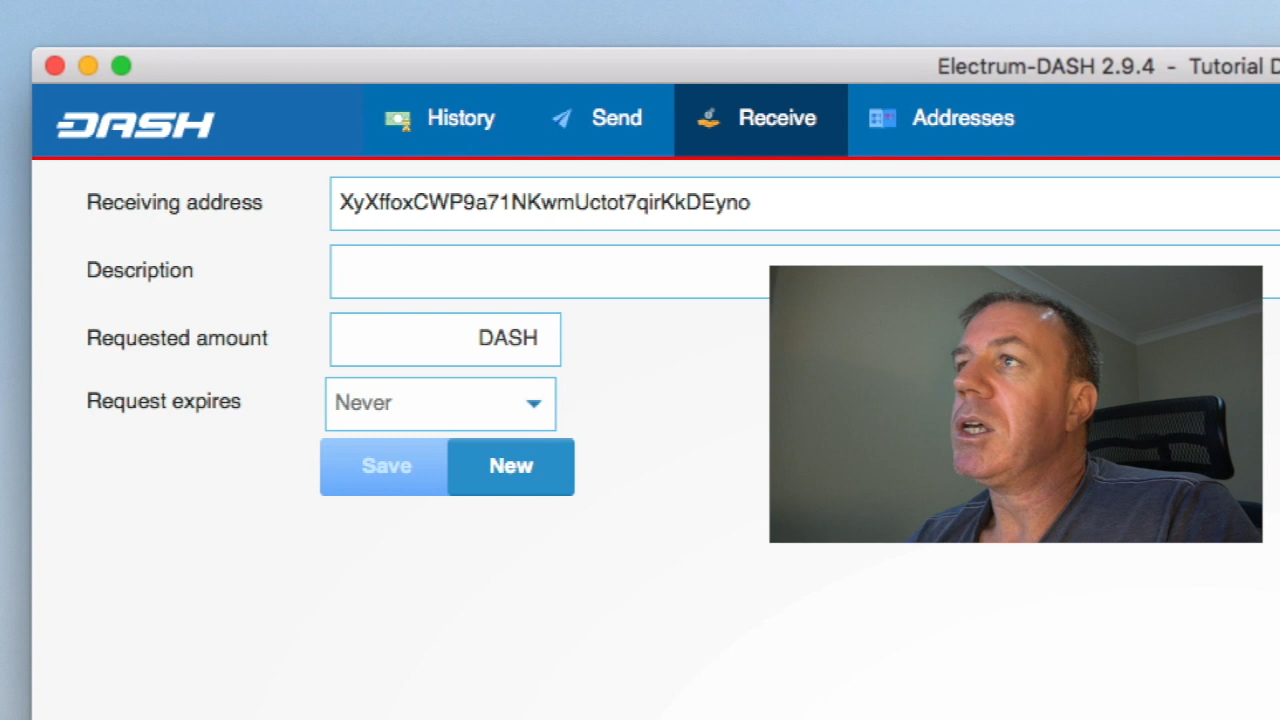 Electrum-DASH 2.9.4 - Tutorial D
DASH
History
Send
Receive
Addresses
Receiving address
XyXffoxCWP9a71NKwmUctot7qirKkDEyno
Description
Requested amount
DASH
Request expires
Never
Save
New